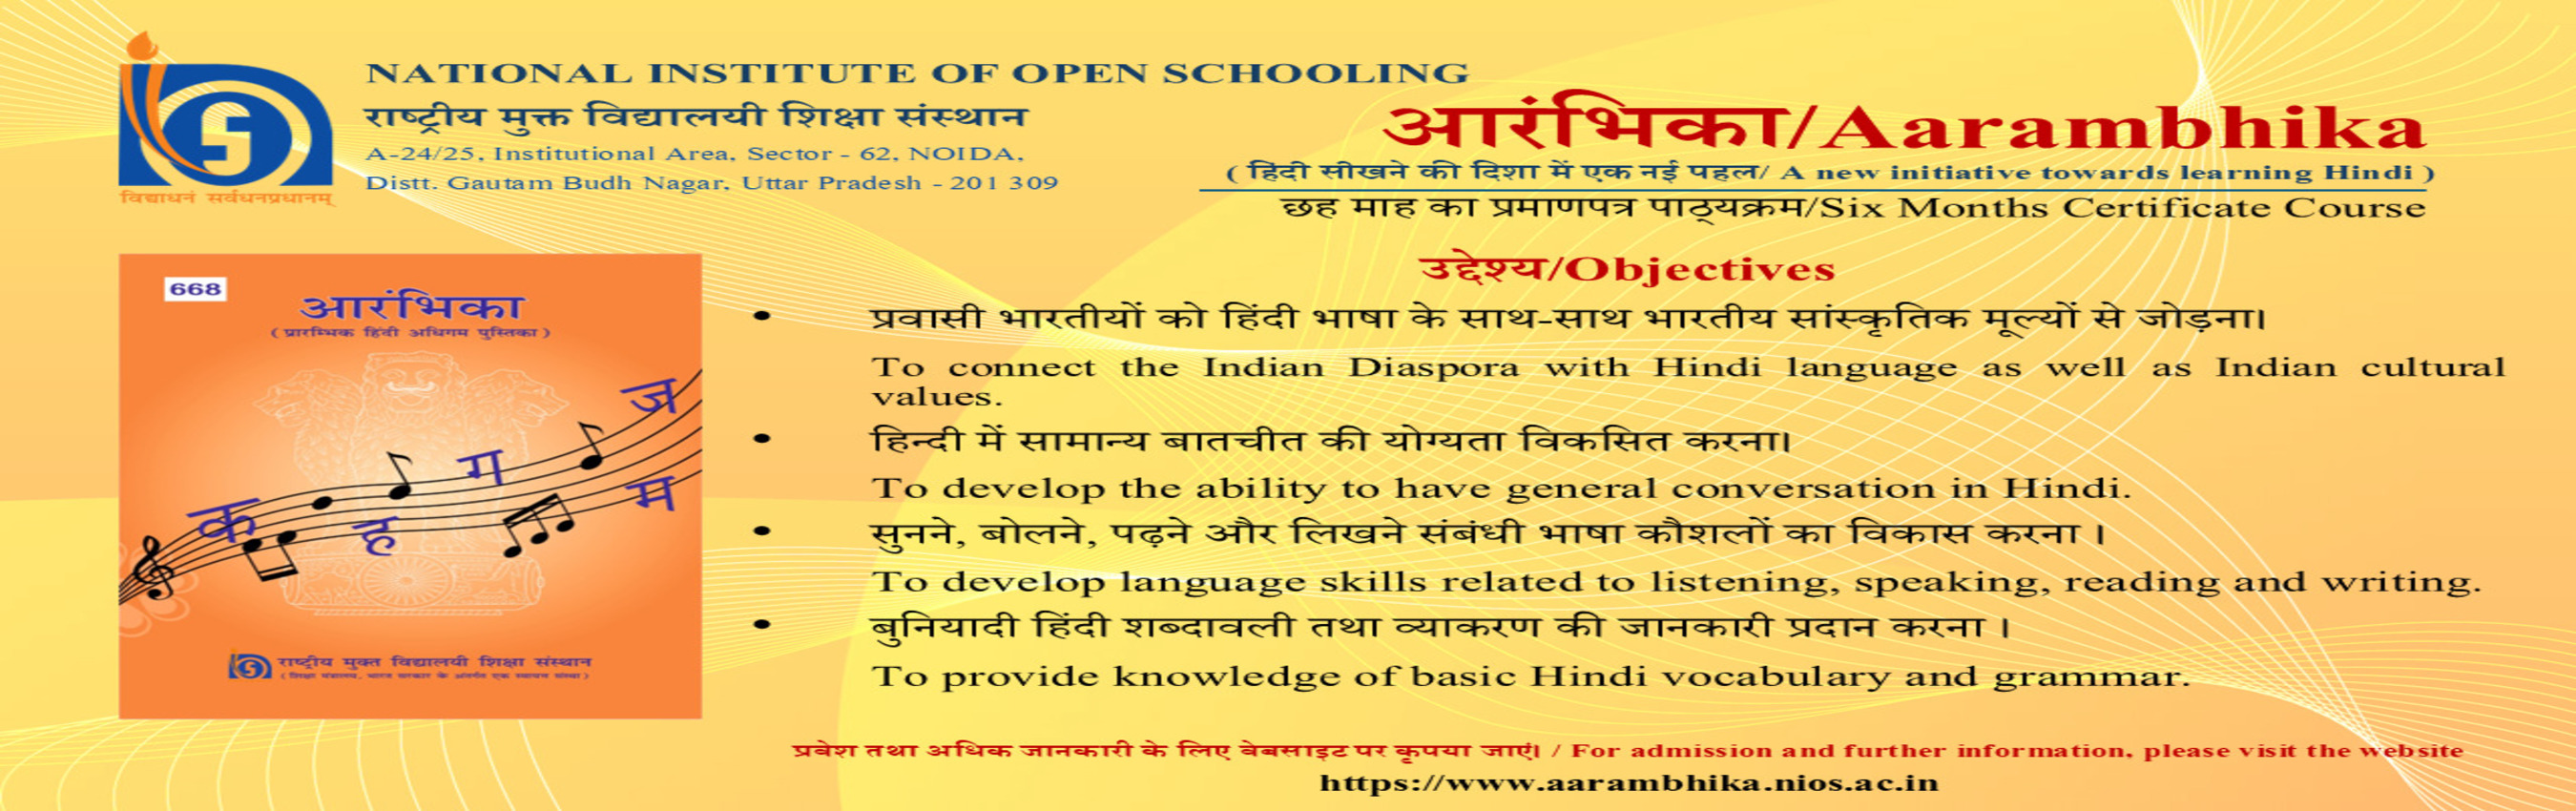 NATIONAL INSTITUTE OF OPEN SCHOOLING
राष्ट्रीय मुक्त विद्यालयी शिक्षा संस्थान
A-24/25, Institutional Area, Sector - 62, NOIDA,
Distt. Gautam Budh Nagar, Uttar Pradesh - 201 309
विद्याधनं सर्वधनप्रधानम्
आरंभिका/Aarambhika
( हिंदी सीखने की दिशा में एक नई पहल/ A new initiative towards learning Hindi )
छह माह का प्रमाणपत्र पाठ्यक्रम/Six Months Certificate Course
668
आरंभिका
( प्रारम्भिक हिंदी अधिगम पुस्तिका )
ज
ग
म
क
ह
राष्ट्रीय मुक्त विद्यालयी शिक्षा संस्थान
( शिक्षा मंत्रालय, भारत सरकार के अंतर्गत एक स्वायत्त संस्था )
उद्देश्य/Objectives
• प्रवासी भारतीयों को हिंदी भाषा के साथ-साथ भारतीय सांस्कृतिक मूल्यों से जोड़ना।
To connect the Indian Diaspora with Hindi language as well as Indian cultural
values.
• हिन्दी में सामान्य बातचीत की योग्यता विकसित करना।
To develop the ability to have general conversation in Hindi.
• सुनने, बोलने, पढ़ने और लिखने संबंधी भाषा कौशलों का विकास करना ।
To develop language skills related to listening, speaking, reading and writing.
• बुनियादी हिंदी शब्दावली तथा व्याकरण की जानकारी प्रदान करना ।
To provide knowledge of basic Hindi vocabulary and grammar.
प्रवेश तथा अधिक जानकारी के लिए वेबसाइट पर कृपया जाएं। / For admission and further information, please visit the website
https://www.aarambhika.nios.ac.in